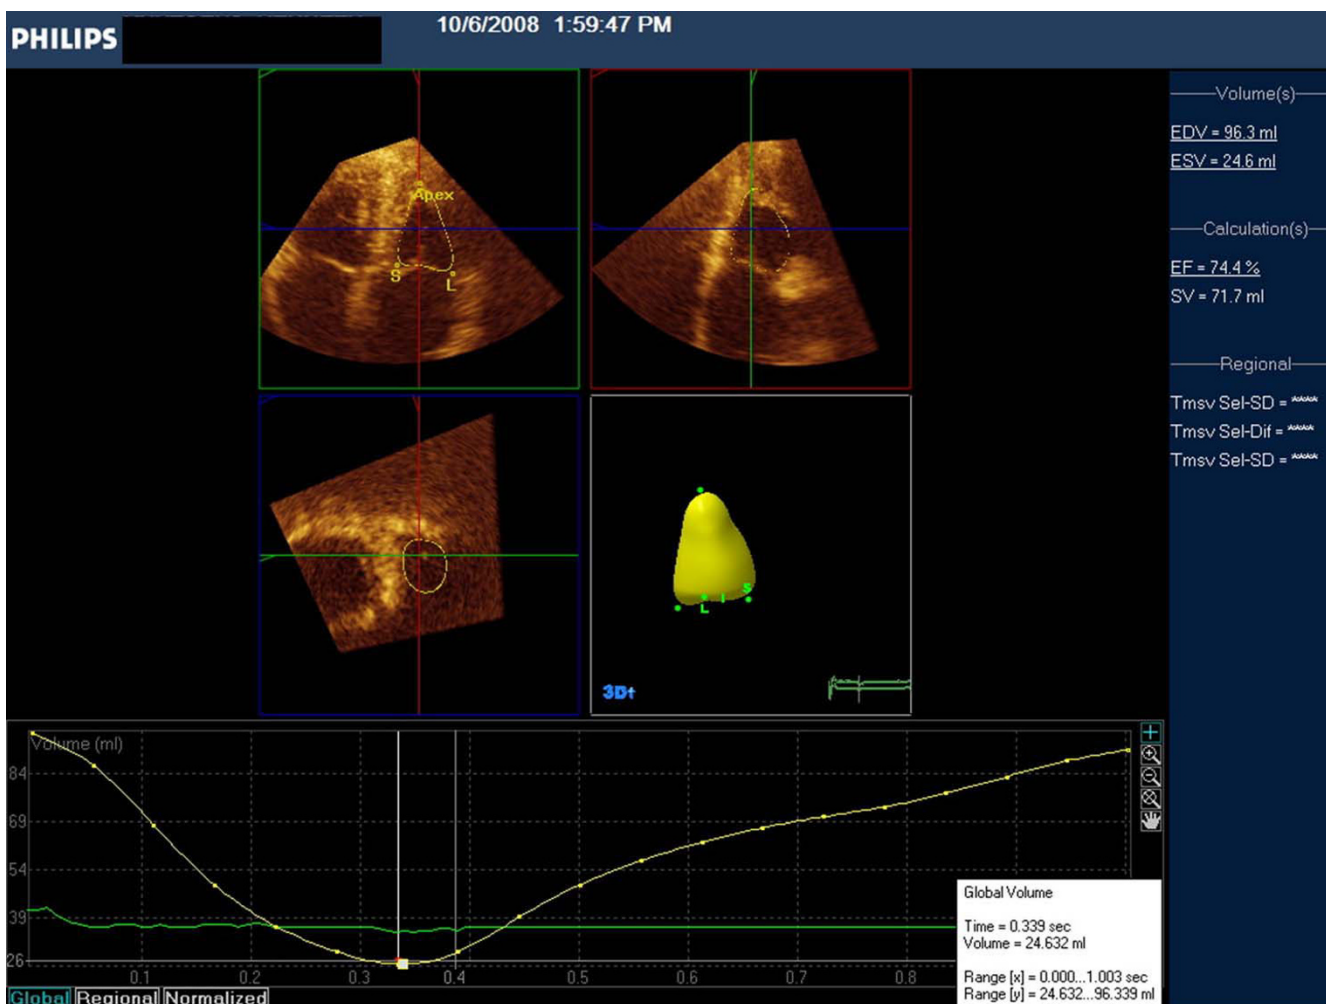 PHILIPS
10/6/2008 1:59:47 PM
Volume(s)
EDV = 96.3 ml
ESV = 24.6 ml
Calculation(s)
EF = 74.4 %
SV = 71.7 ml
Regional
Tmsv Sel-SD = ****
Tmsv Sel-Dif = ****
Tmsv Sel-SD = ****
Apex
S
L
S
I
L
3Dt
Volume (ml)
84
69
54
39
26
0.1 0.2 0.3 0.4 0.5 0.6 0.7 0.8
Global Volume
Time = 0.339 sec
Volume = 24.632 ml
Range [x] = 0.000...1.003 sec
Range [y] = 24.632...96.339 ml
Global Regional Normalized